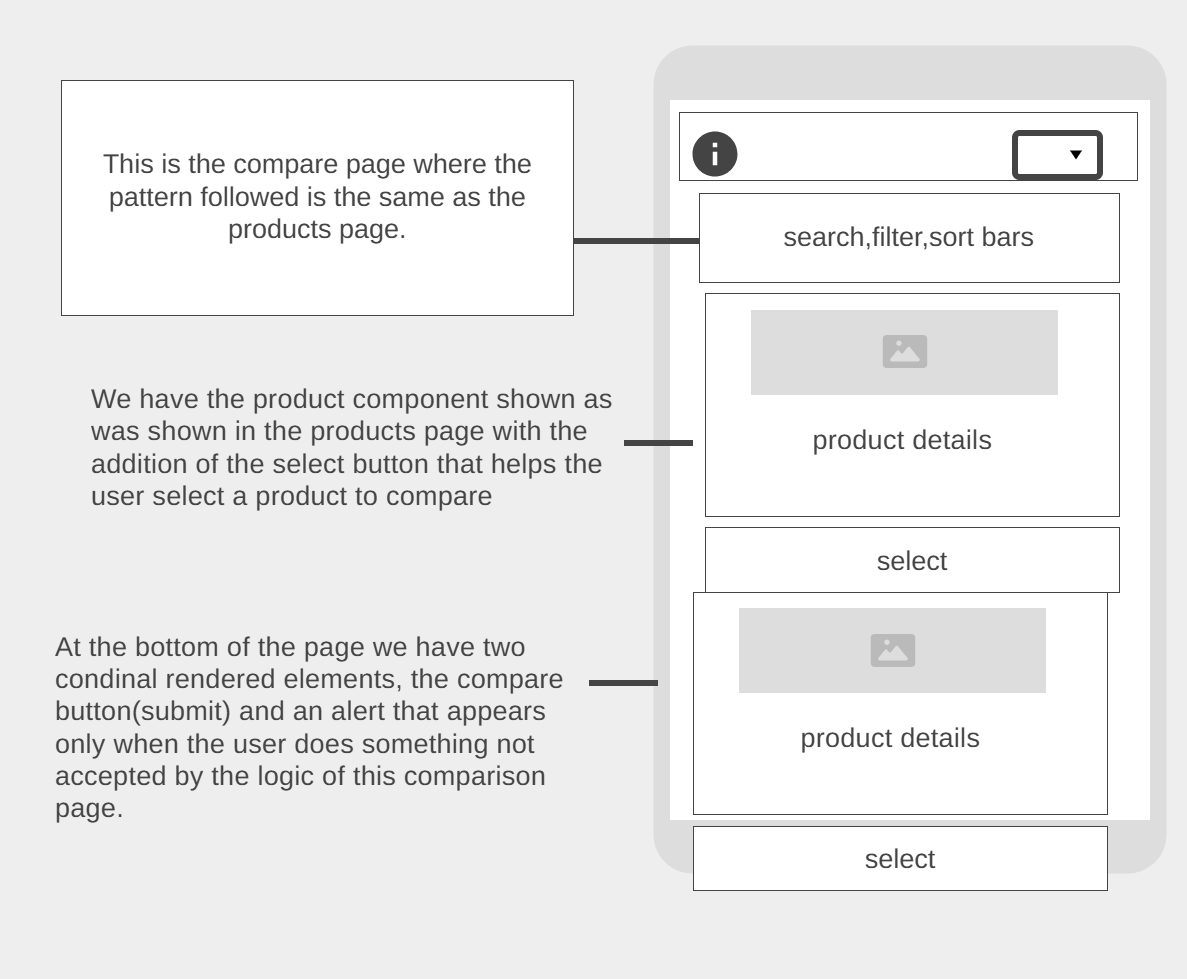 This is the compare page where the
pattern followed is the same as the
products page.
search,filter,sort bars
We have the product component shown as
was shown in the products page with the
addition of the select button that helps the
user select a product to compare
product details
select
At the bottom of the page we have two
condinal rendered elements, the compare
button(submit) and an alert that appears
only when the user does something not
accepted by the logic of this comparison
page.
product details
select